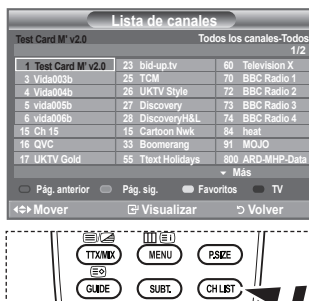 Lista de canales
Test Card M' v2.0 Todos los canales-Todos
1/2
1 Test Card M' v2.0 23 bid-up.tv 60 Television X
3 Vida003b 25 TCM 70 BBC Radio 1
4 Vida004b 26 UKTV Style 72 BBC Radio 2
5 vida005b 27 Discovery 73 BBC Radio 3
6 vida006b 28 DiscoveryH&L 74 BBC Radio 4
15 Ch 15 15 Cartoon Nwk 84 heat
16 QVC 33 Boomerang 91 MOJO
17 UKTV Gold 55 Ttext Holidays 800 ARD-MHP-Data
Más
Pág. anterior Pág. sig. Favoritos TV
Mover Visualizar Volver
TTX/MIX MENU P.SIZE
GUIDE SUBT. CH LIST